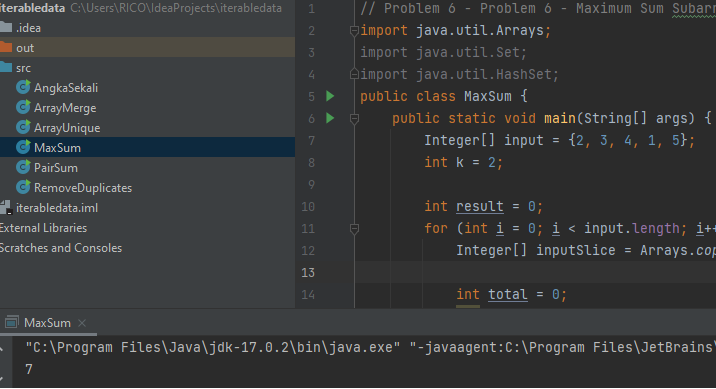 iterabledata C:\Users\RICO\IdeaProjects\iterabledata
.idea
out
src
AngkaSekali
ArrayMerge
ArrayUnique
MaxSum
PairSum
RemoveDuplicates
iterabledata.iml
External Libraries
Scratches and Consoles
1 // Problem 6 - Problem 6 - Maximum Sum Subarr
2 import java.util.Arrays;
3 import java.util.Set;
4 import java.util.HashSet;
5 public class MaxSum {
6 public static void main(String[] args) {
7 Integer[] input = {2, 3, 4, 1, 5};
8 int k = 2;
9
10 int result = 0;
11 for (int i = 0; i < input.length; i++
12 Integer[] inputSlice = Arrays.cop
13
14 int total = 0;
MaxSum
"C:\Program Files\Java\jdk-17.0.2\bin\java.exe" "-javaagent:C:\Program Files\JetBrains\
7